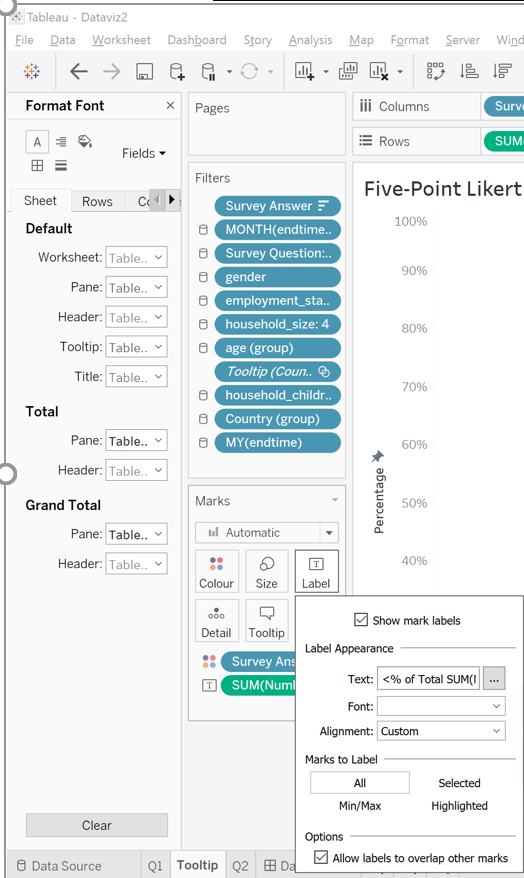 Tableau - Dataviz2
File Data Worksheet Dashboard Story Analysis Map Format Server
Format Font
Fields
Sheet Rows
Default
Worksheet: Table..
Pane: Table..
Header: Table..
Tooltip: Table..
Title: Table..
Total
Pane: Table..
Header: Table..
Grand Total
Pane: Table..
Header: Table..
Clear
Pages
Filters
Survey Answer
MONTH(endtime..
Survey Question:..
gender
employment_sta..
household_size: 4
age (group)
Tooltip (Coun..
household_childr..
Country (group)
MY(endtime)
Marks
Automatic
Colour Size Label
Detail Tooltip
Survey Ans
SUM(Numb
Columns
Rows SUM(
Five-Point Likert
100%
90%
80%
70%
60%
50%
40%
Percentage
Show mark labels
Label Appearance
Text: <% of Total SUM( ...
Font:
Alignment: Custom
Marks to Label
All Selected
Min/Max Highlighted
Options
Allow labels to overlap other marks
Data Source Q1 Tooltip Q2 Da